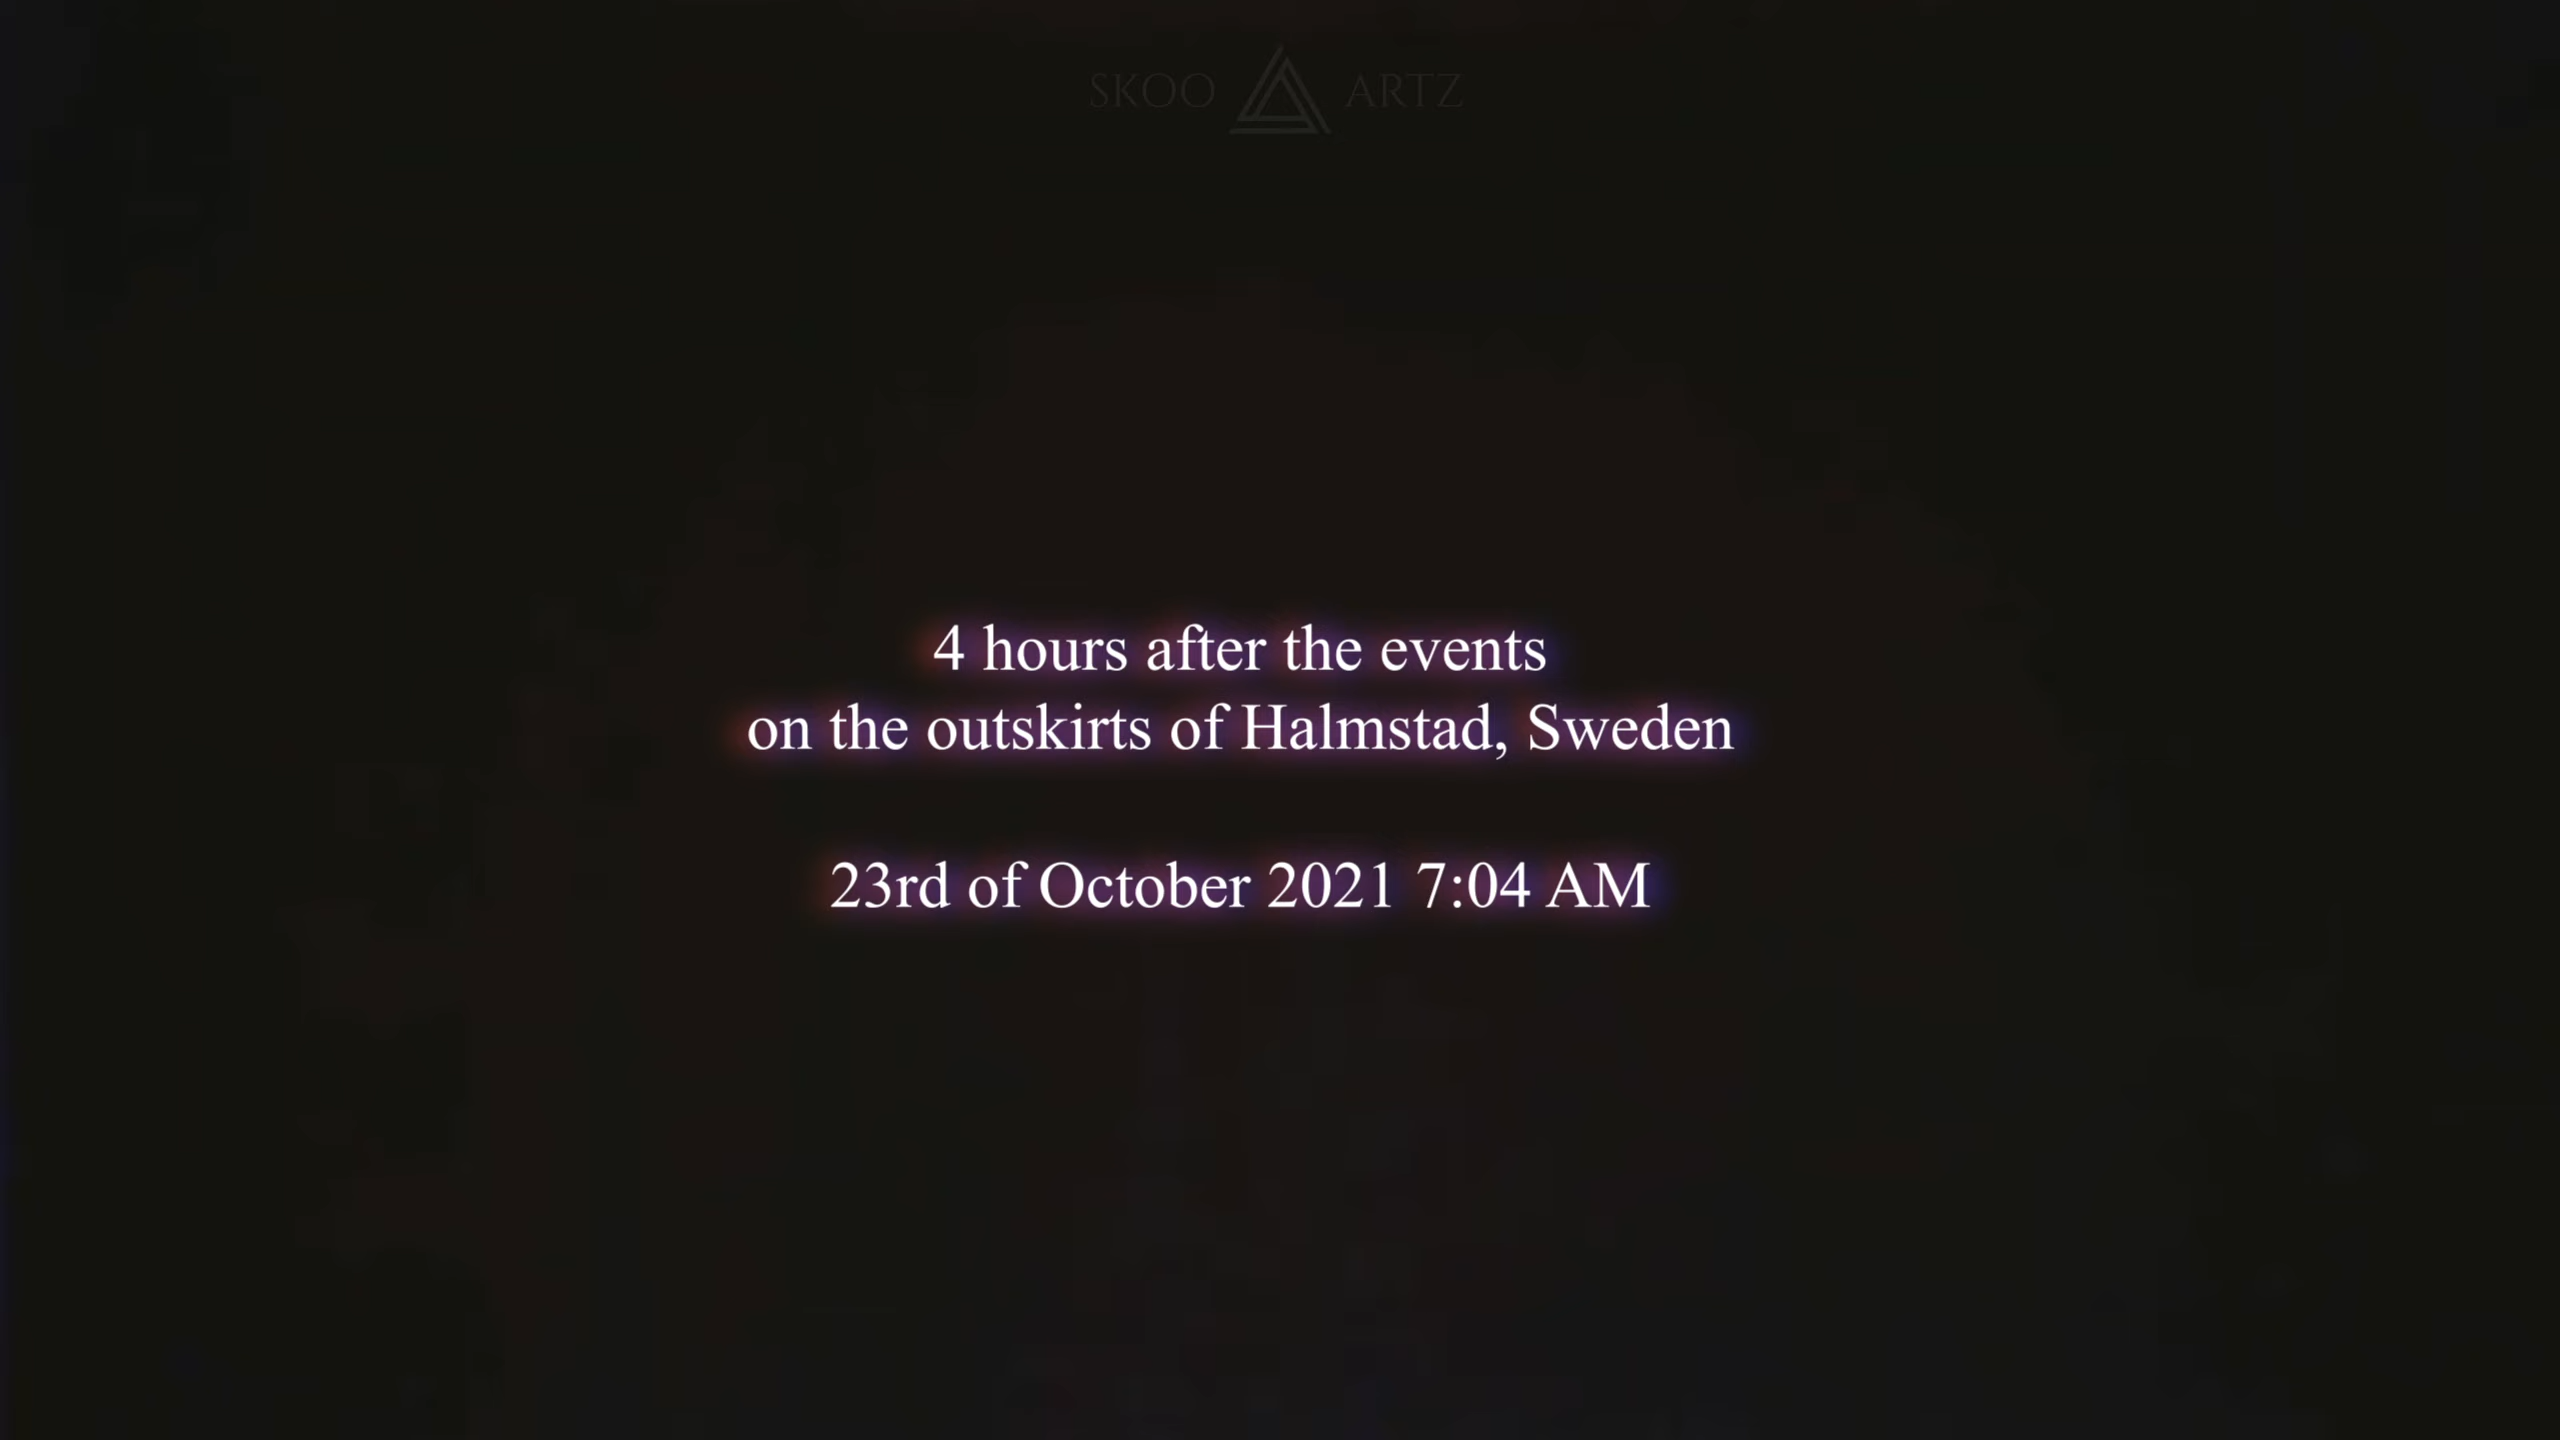 SKOO ARTZ
4 hours after the events
on the outskirts of Halmstad, Sweden
23rd of October 2021 7:04 AM